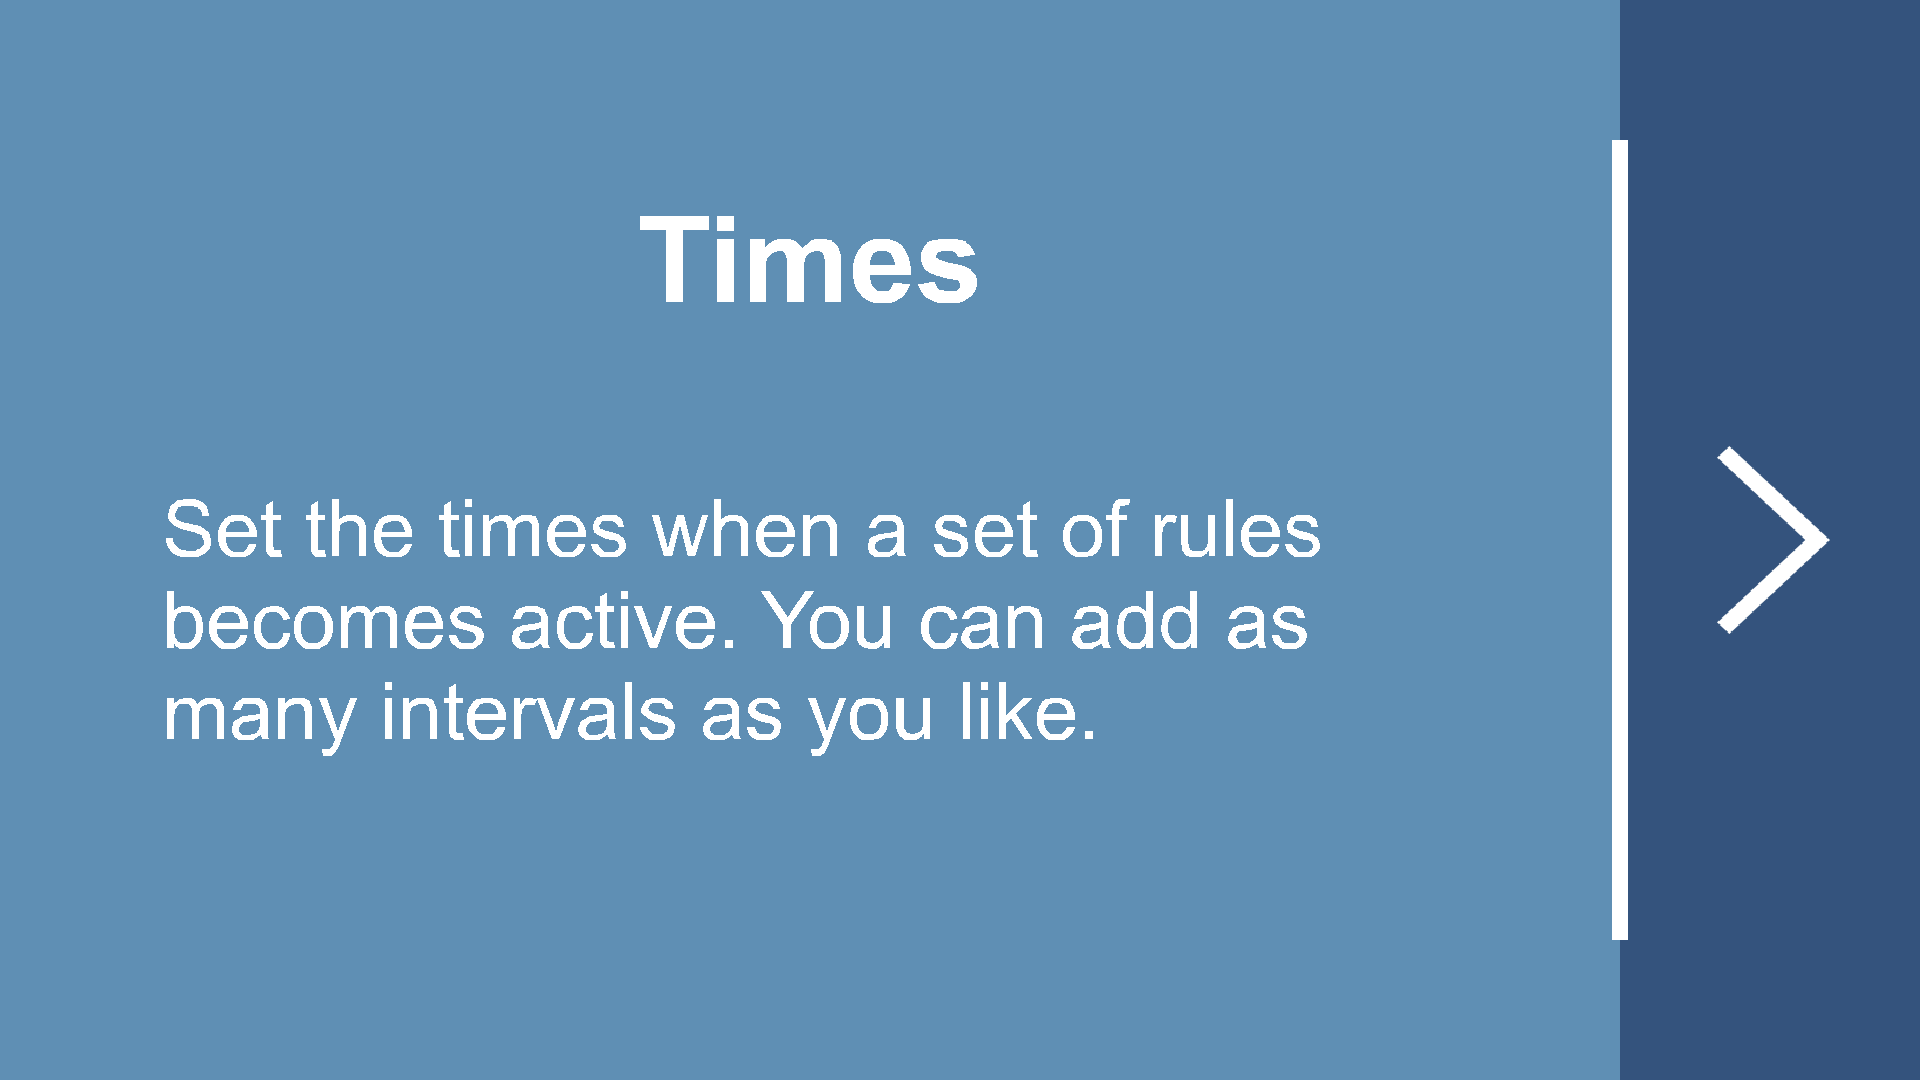 Times
Set the times when a set of rules
becomes active. You can add as
many intervals as you like.